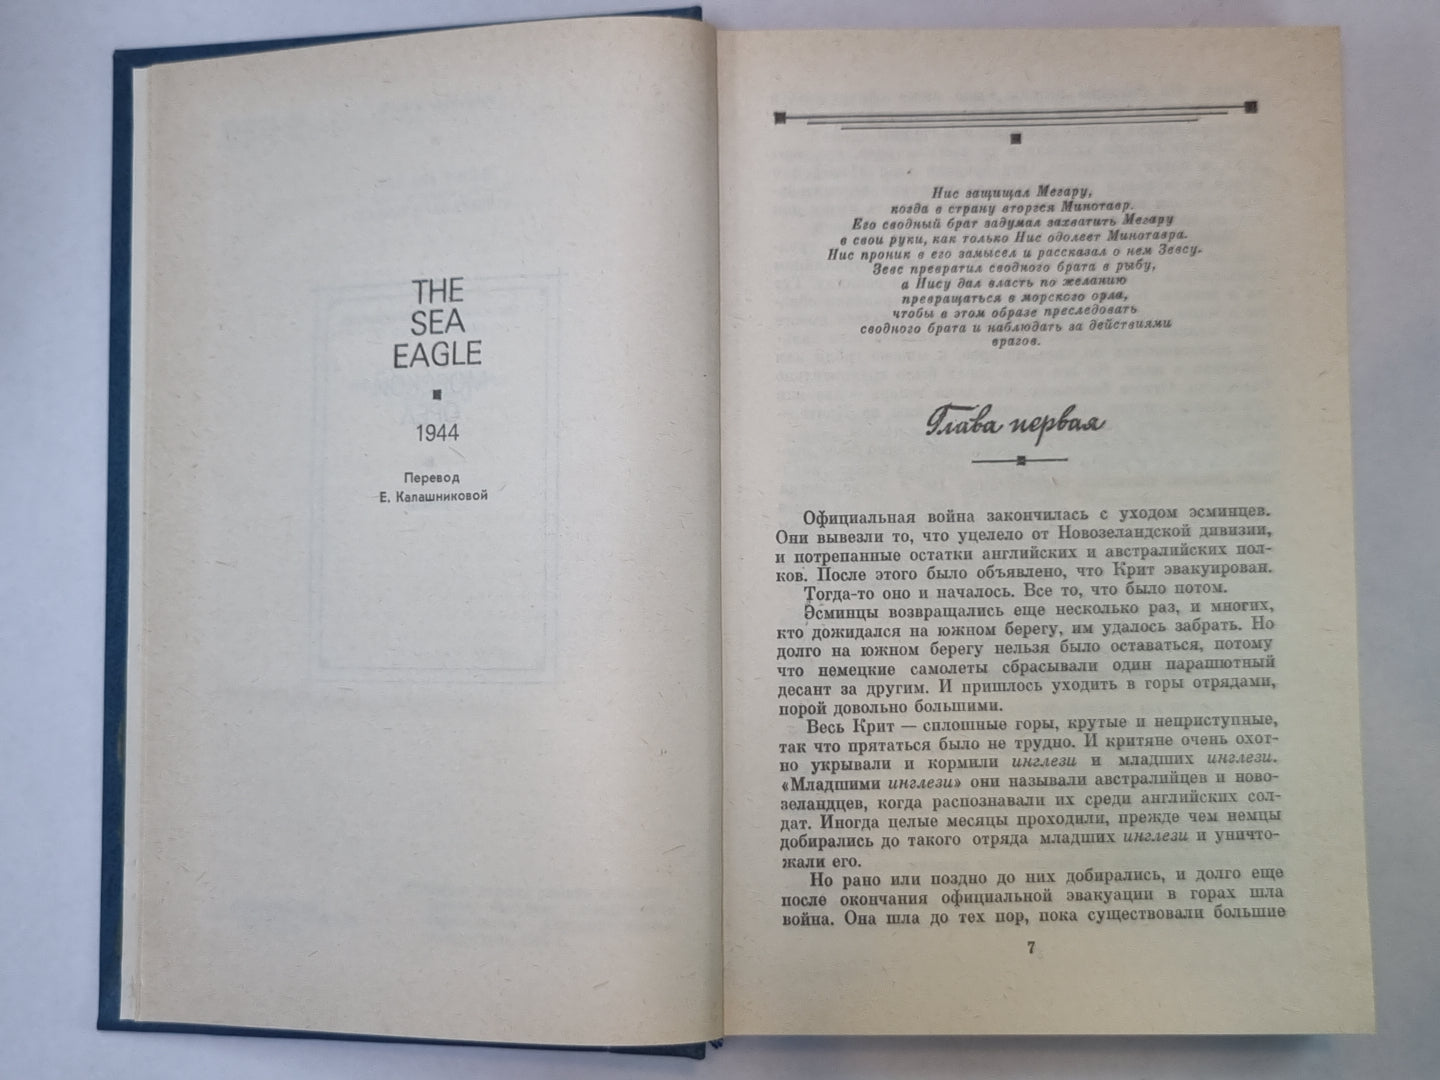 THE
SEA
EAGLE
1944
Перевод
Е. Калашниковой
Нис защищал Мегару,
когда в страну вторгся Минотавр.
Его сводный брат задумал захватить Мегару
в свои руки, как только Нис одолеет Минотавра.
Нис проник в его замысел и рассказал о нем Зевсу.
Зевс превратил сводного брата в рыбу,
а Нису дал власть по желанию
превращаться в морского орла,
чтобы в этом образе преследовать
сводного брата и наблюдать за действиями
врагов.
Глава первая
Официальная война закончилась с уходом эсминцев.
Они вывезли то, что уцелело от Новозеландской дивизии,
и потрепанные остатки английских и австралийских пол-
ков. После этого было объявлено, что Крит эвакуирован.
Тогда-то оно и началось. Все то, что было потом.
Эсминцы возвращались еще несколько раз, и многих,
кто дожидался на южном берегу, им удалось забрать. Но
долго на южном берегу нельзя было оставаться, потому
что немецкие самолеты сбрасывали один парашютный
десант за другим. И пришлось уходить в горы отрядами,
порой довольно большими.
Весь Крит — сплошные горы, крутые и неприступные,
так что прятаться было не трудно. И критяне очень охот-
но укрывали и кормили инглези и младших инглези.
«Младшими инглези» они называли австралийцев и ново-
зеландцев, когда распознавали их среди английских сол-
дат. Иногда целые месяцы проходили, прежде чем немцы
добирались до такого отряда младших инглези и уничто-
жали его.
Но рано или поздно до них добирались, и долго еще
после окончания официальной эвакуации в горах шла
война. Она шла до тех пор, пока существовали большие
7